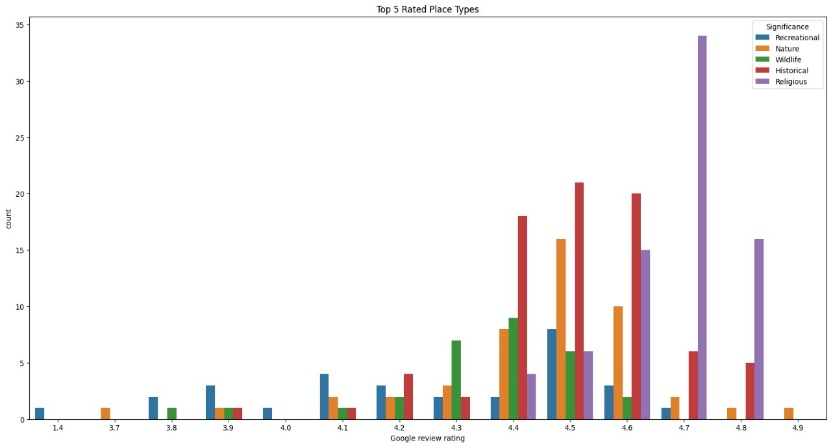 Top 5 Rated Place Types
Significance
Recreational
Nature
Wildlife
Historical
Religious
count
35
30
25
20
15
10
5
0
1.4 3.7 3.8 3.9 4.0 4.1 4.2 4.3 4.4 4.5 4.6 4.7 4.8 4.9
Google review rating